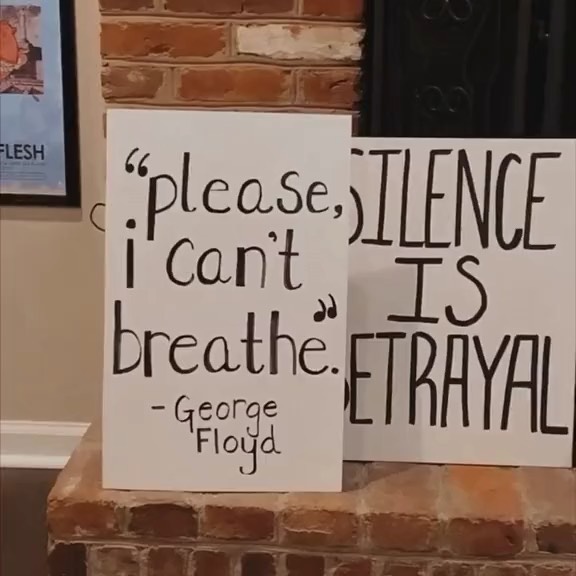 FLESH
"please,
i can't
breathe."
- George
Floyd
SILENCE
IS
ETRAYAL